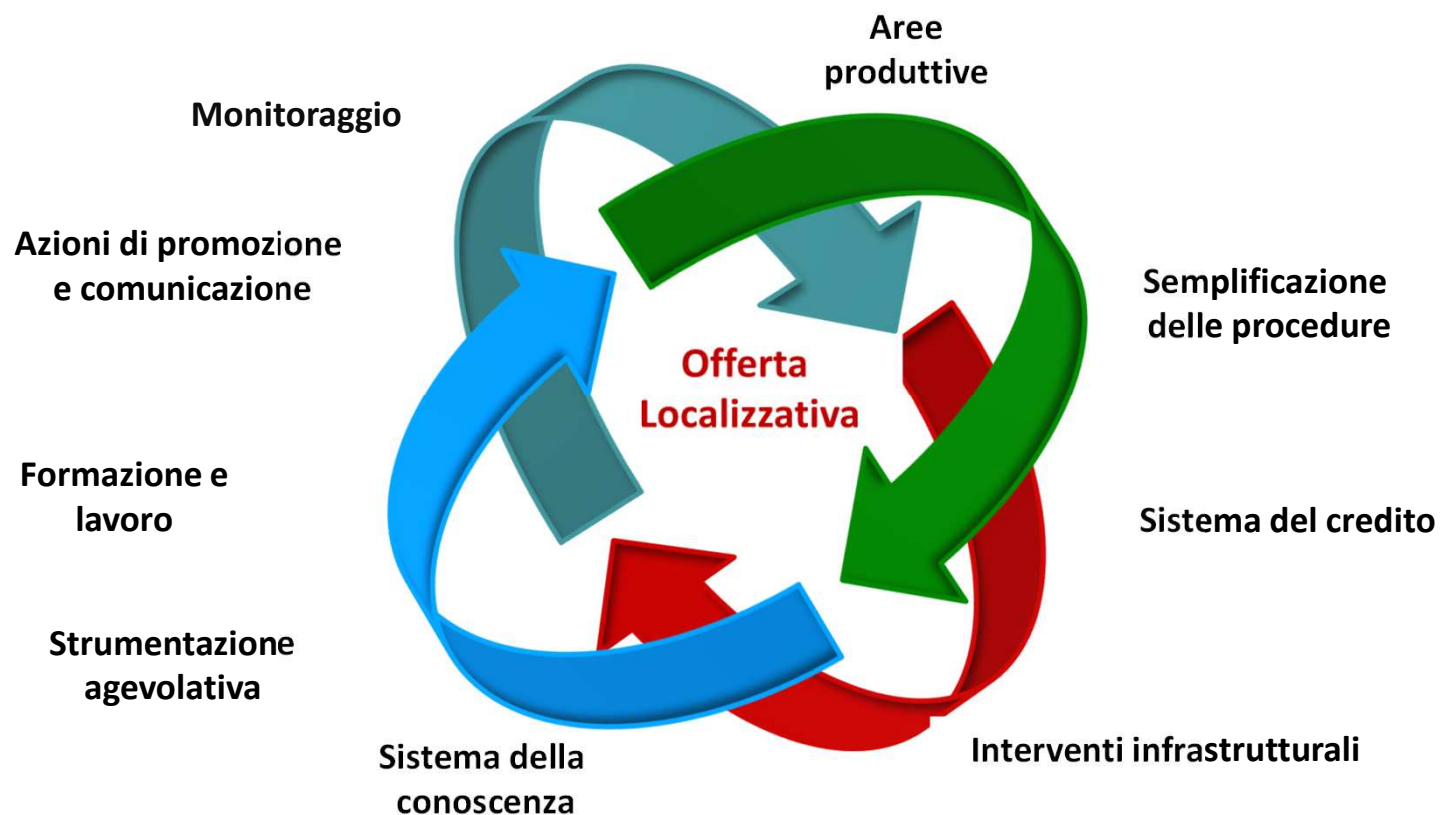 Aree
produttive
Monitoraggio
Azioni di promozione
e comunicazione
Semplificazione
delle procedure
Offerta
Localizzativa
Formazione e
lavoro
Sistema del credito
Strumentazione
agevolativa
Interventi infrastrutturali
Sistema della
conoscenza